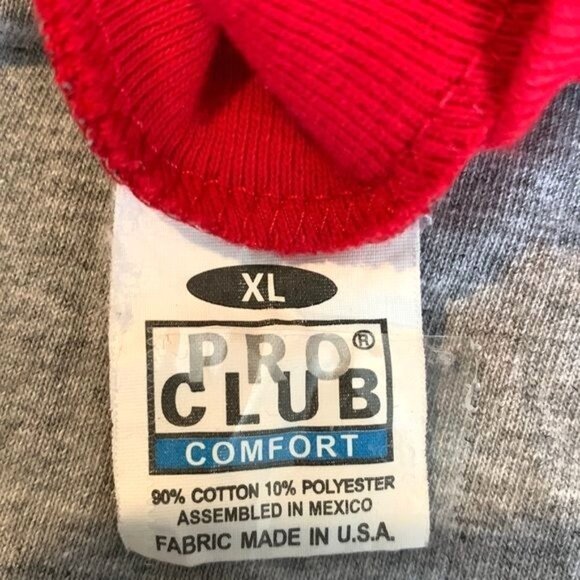 XL
PRO®
CLUB
COMFORT
90% COTTON 10% POLYESTER
ASSEMBLED IN MEXICO
FABRIC MADE IN U.S.A.